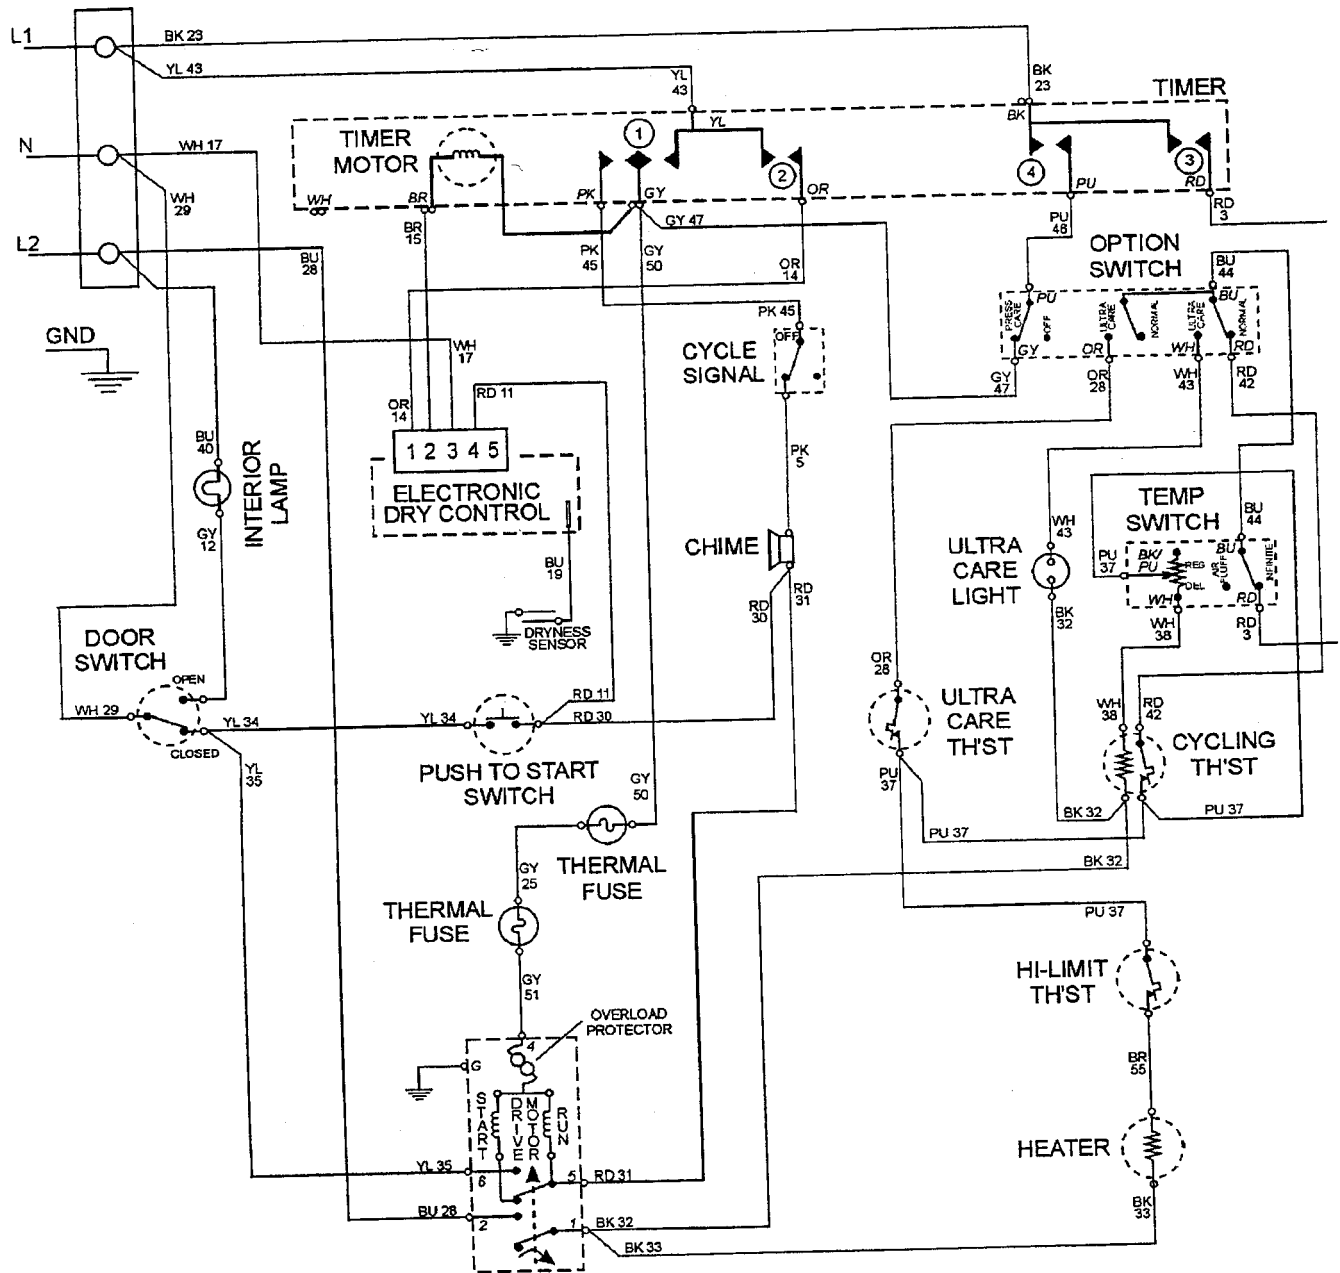 L1
BK 23
YL 43
YL
43
BK
23
TIMER
BK
YL
TIMER
MOTOR
1
2
4
3
N
WH 17
WH
29
WH
BR
PK
GY
OR
PU
RD
GY 47
RD
3
BR
15
PK
45
GY
50
OR
14
PU
46
L2
BU
28
OPTION
SWITCH
BU
44
PU
BU
PRESS
CARE
OFF
ULTRA
CARE
NORMAL
ULTRA
CARE
NORMAL
GY
OR
WH
RD
GY
47
OR
28
WH
43
RD
42
GND
PK 45
OFF
CYCLE
SIGNAL
WH
17
RD 11
OR
14
1 2 3 4 5
ELECTRONIC
DRY CONTROL
BU
40
INTERIOR
LAMP
GY
12
PK
5
CHIME
BU
19
DRYNESS
SENSOR
RD
30
RD
31
WH
43
ULTRA
CARE
LIGHT
BK
32
TEMP
SWITCH
BU
44
PU
37
BK/
PU
REG
DEL
BU
AIR
FLUFF
INFINITE
WH
RD
WH
38
RD
3
DOOR
SWITCH
OPEN
WH 29
CLOSED
YL 34
YL 34
RD 11
RD 30
YL
35
PUSH TO START
SWITCH
OR
28
ULTRA
CARE
TH'ST
WH
38
RD
42
CYCLING
TH'ST
PU
37
BK 32
PU 37
PU 37
BK 32
PU 37
GY
50
THERMAL
FUSE
GY
25
THERMAL
FUSE
GY
51
HI-LIMIT
TH'ST
OVERLOAD
PROTECTOR
4
G
START
DRIVE
MOTOR
RUN
BR
55
HEATER
YL 35
6
5
RD 31
BU 28
2
1
BK 32
BK 33
BK
33